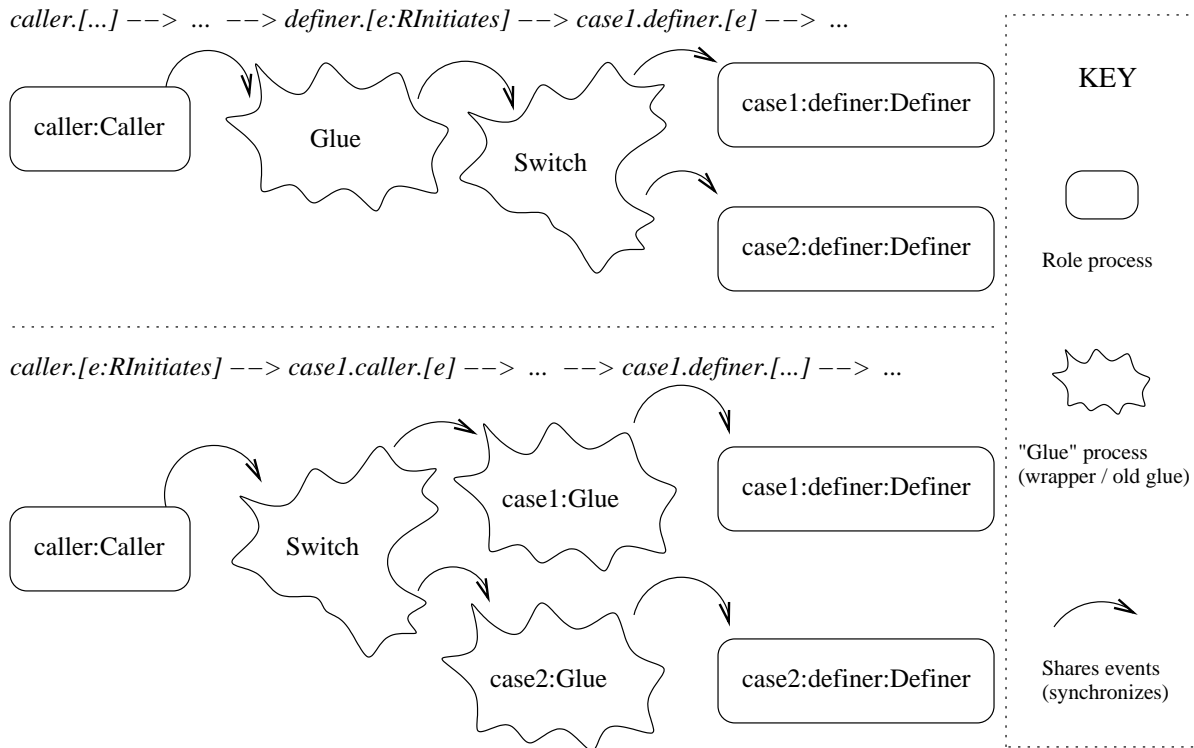 caller.[...] −−> ... −−> definer.[e:RInitiates] −−> case1.definer.[e] −−> ...
caller:Caller
Glue
Switch
case1:definer:Definer
case2:definer:Definer
caller.[e:RInitiates] −−> case1.caller.[e] −−> ... −−> case1.definer.[...] −−> ...
caller:Caller
Switch
case1:Glue
case1:definer:Definer
case2:Glue
case2:definer:Definer
KEY
Role process
"Glue" process
(wrapper / old glue)
Shares events
(synchronizes)